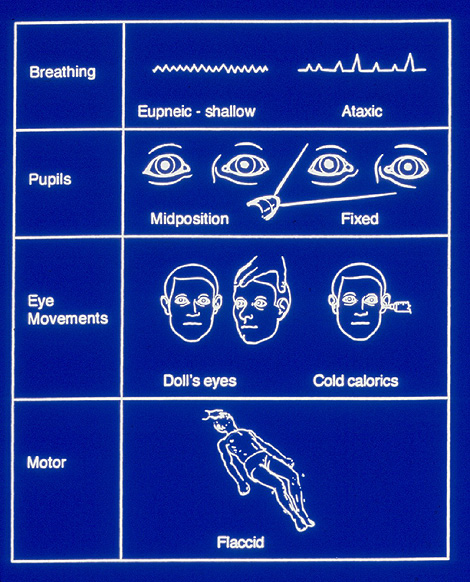 Breathing
Eupneic - shallow
Ataxic
Pupils
Midposition
Fixed
Eye
Movements
Doll's eyes
Cold calorics
Motor
Flaccid